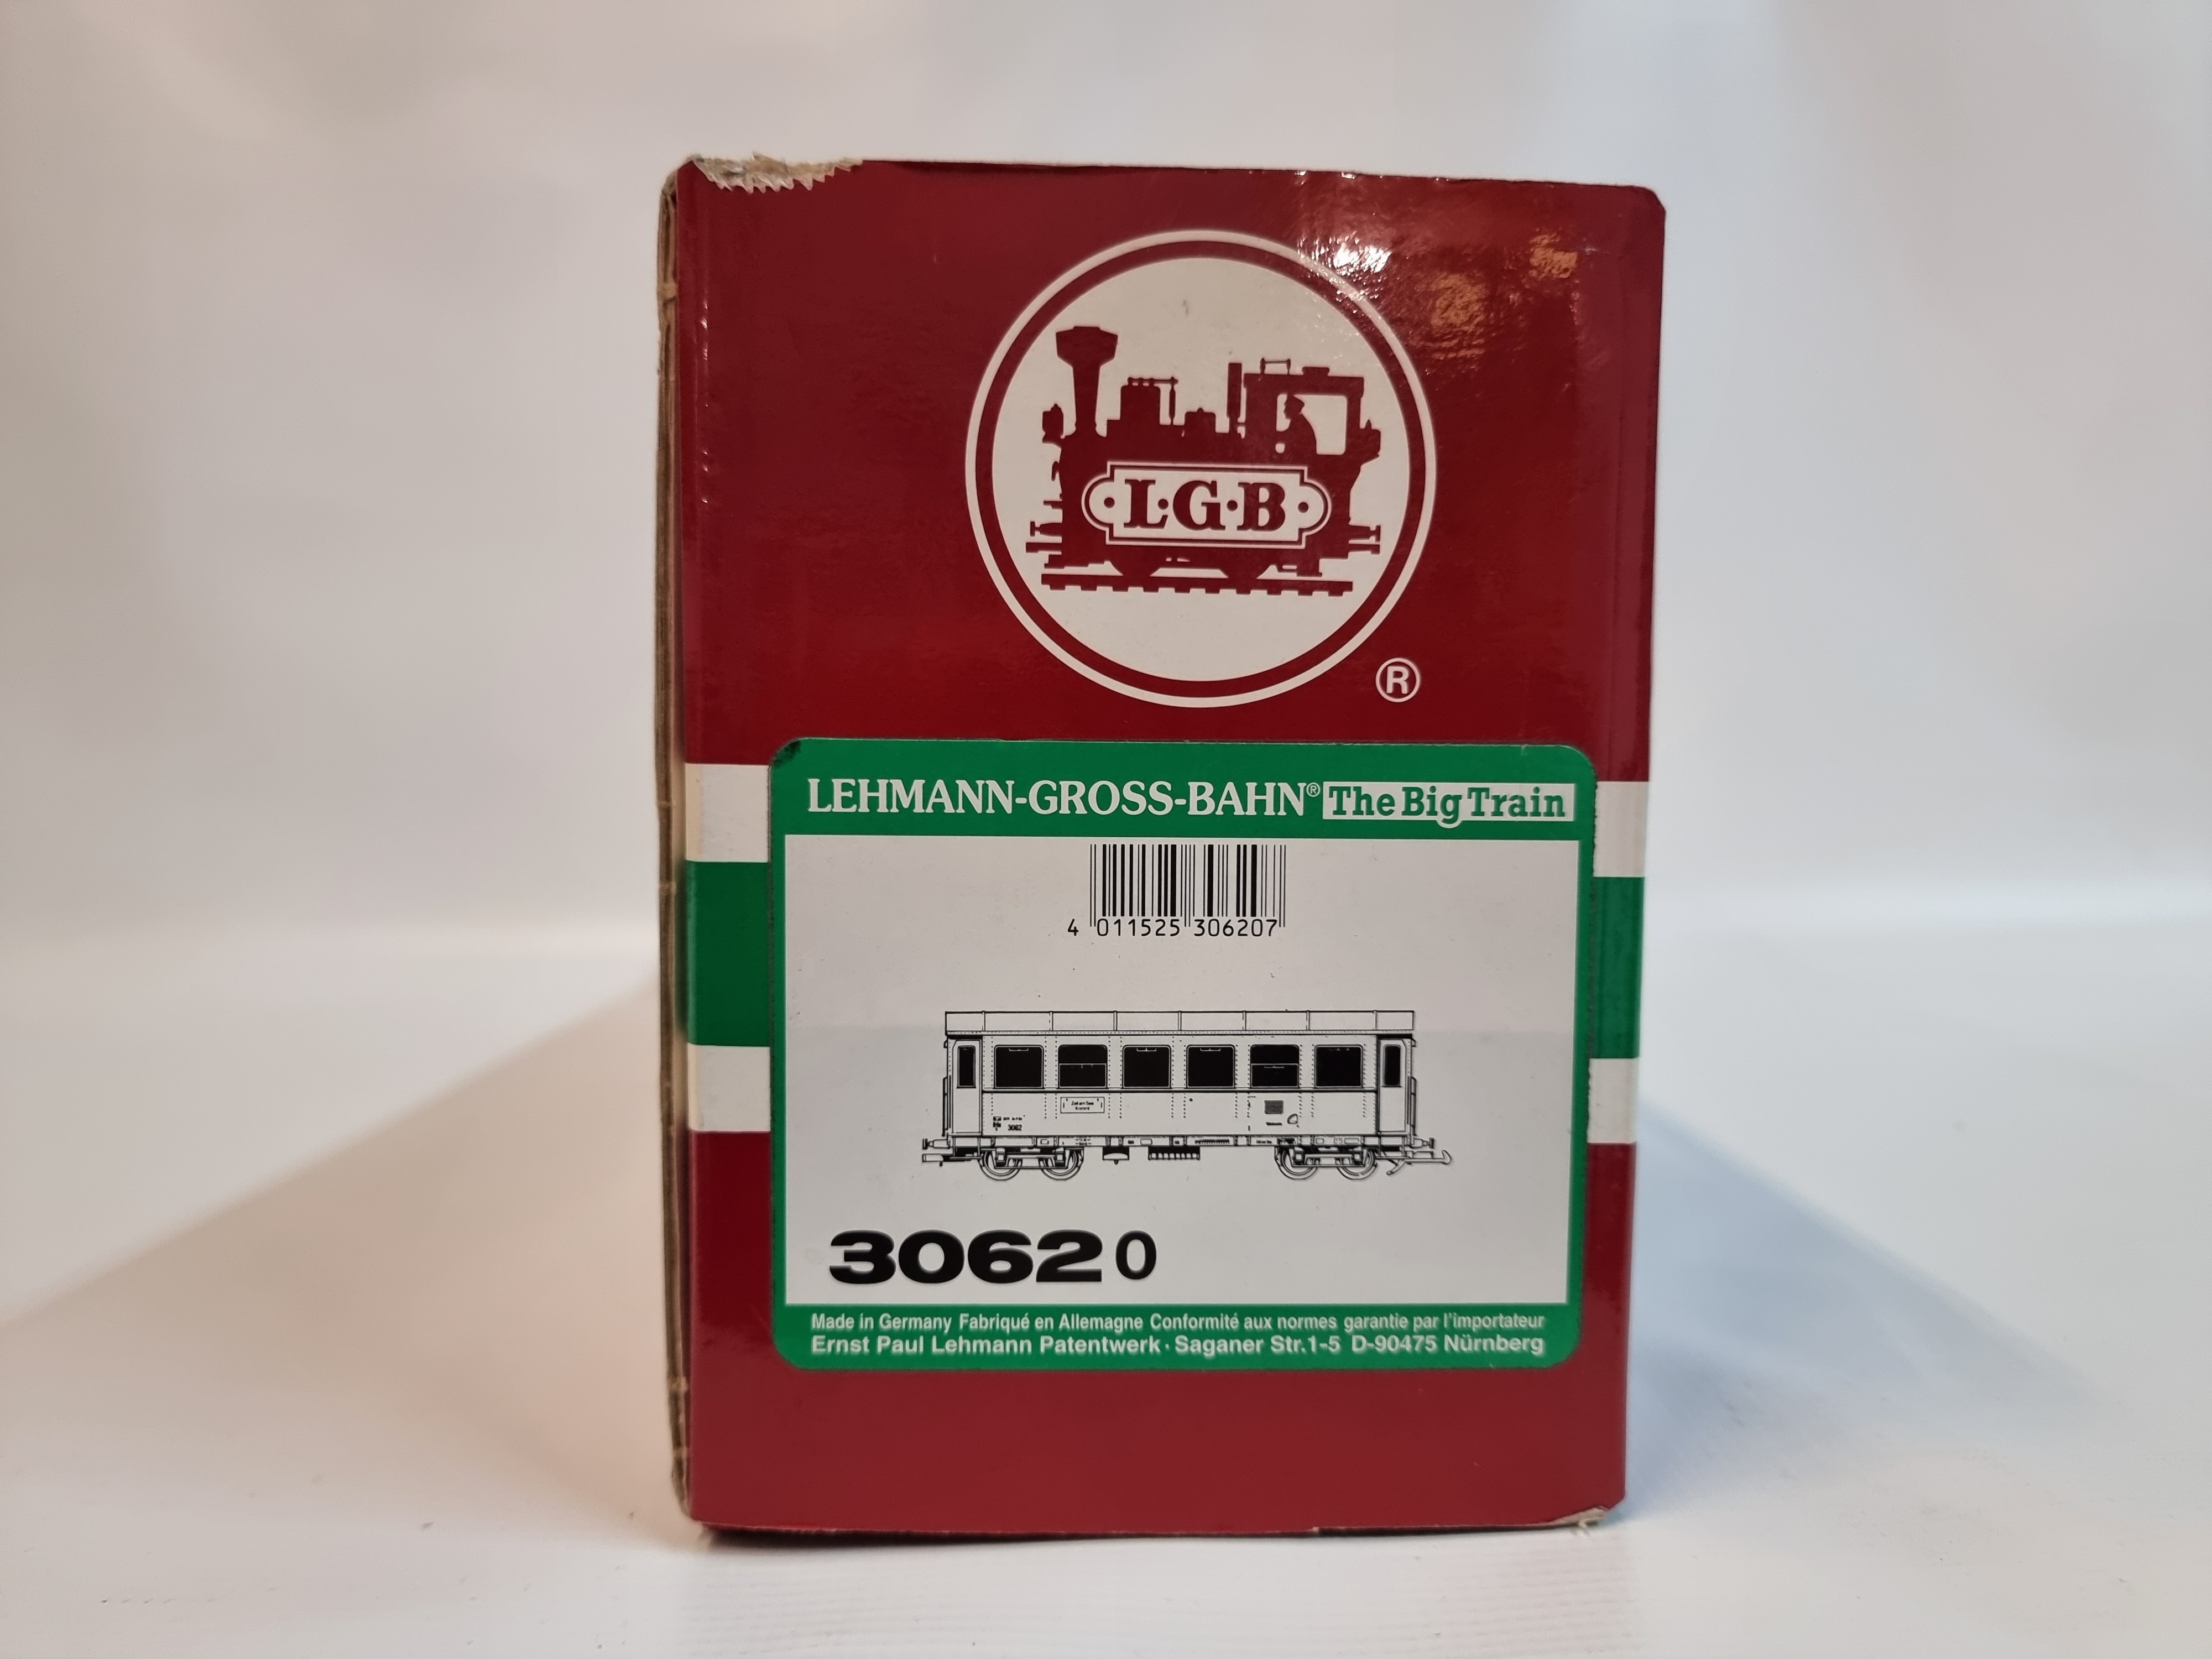 L·G·B
®
LEHMANN-GROSS-BAHN® The Big Train
4 011525 306207
3062
30620
Made in Germany Fabriqué en Allemagne Conformité aux normes garantie par l'importateur
Ernst Paul Lehmann Patentwerk · Saganer Str.1-5 D-90475 Nürnberg